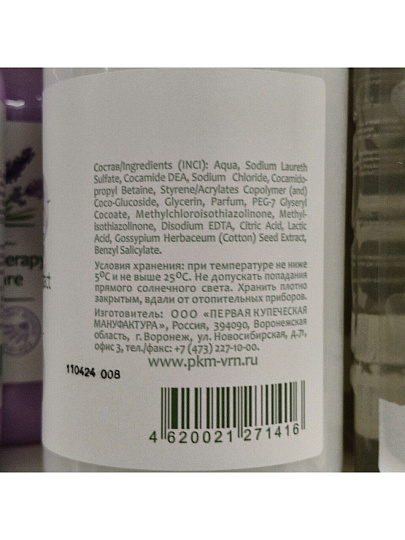 Состав/Ingredients (INCI): Aqua, Sodium Laureth
Sulfate, Cocamide DEA, Sodium Chloride, Cocamido-
propyl Betaine, Styrene/Acrylates Copolymer (and)
Coco-Glucoside, Glycerin, Parfum, PEG-7 Glyseryl
Cocoate, Methylchloroisothiazolinone, Methyl-
isothiazolinone, Disodium EDTA, Citric Acid, Lactic
Acid, Gossypium Herbaceum (Cotton) Seed Extract,
Benzyl Salicylate.
Условия хранения: при температуре не ниже
5°С и не выше 25°С. Не допускать попадания
прямого солнечного света. Хранить плотно
закрытым, вдали от отопительных приборов.
Изготовитель: ООО «ПЕРВАЯ КУПЕЧЕСКАЯ
МАНУФАКТУРА», Россия, 394090, Воронежская
область, г. Воронеж, ул. Новосибирская, д.71,
офис 3, тел./факс: +7 (473) 227-10-00.
www.pkm-vrn.ru
110424 008
4 620021 271416